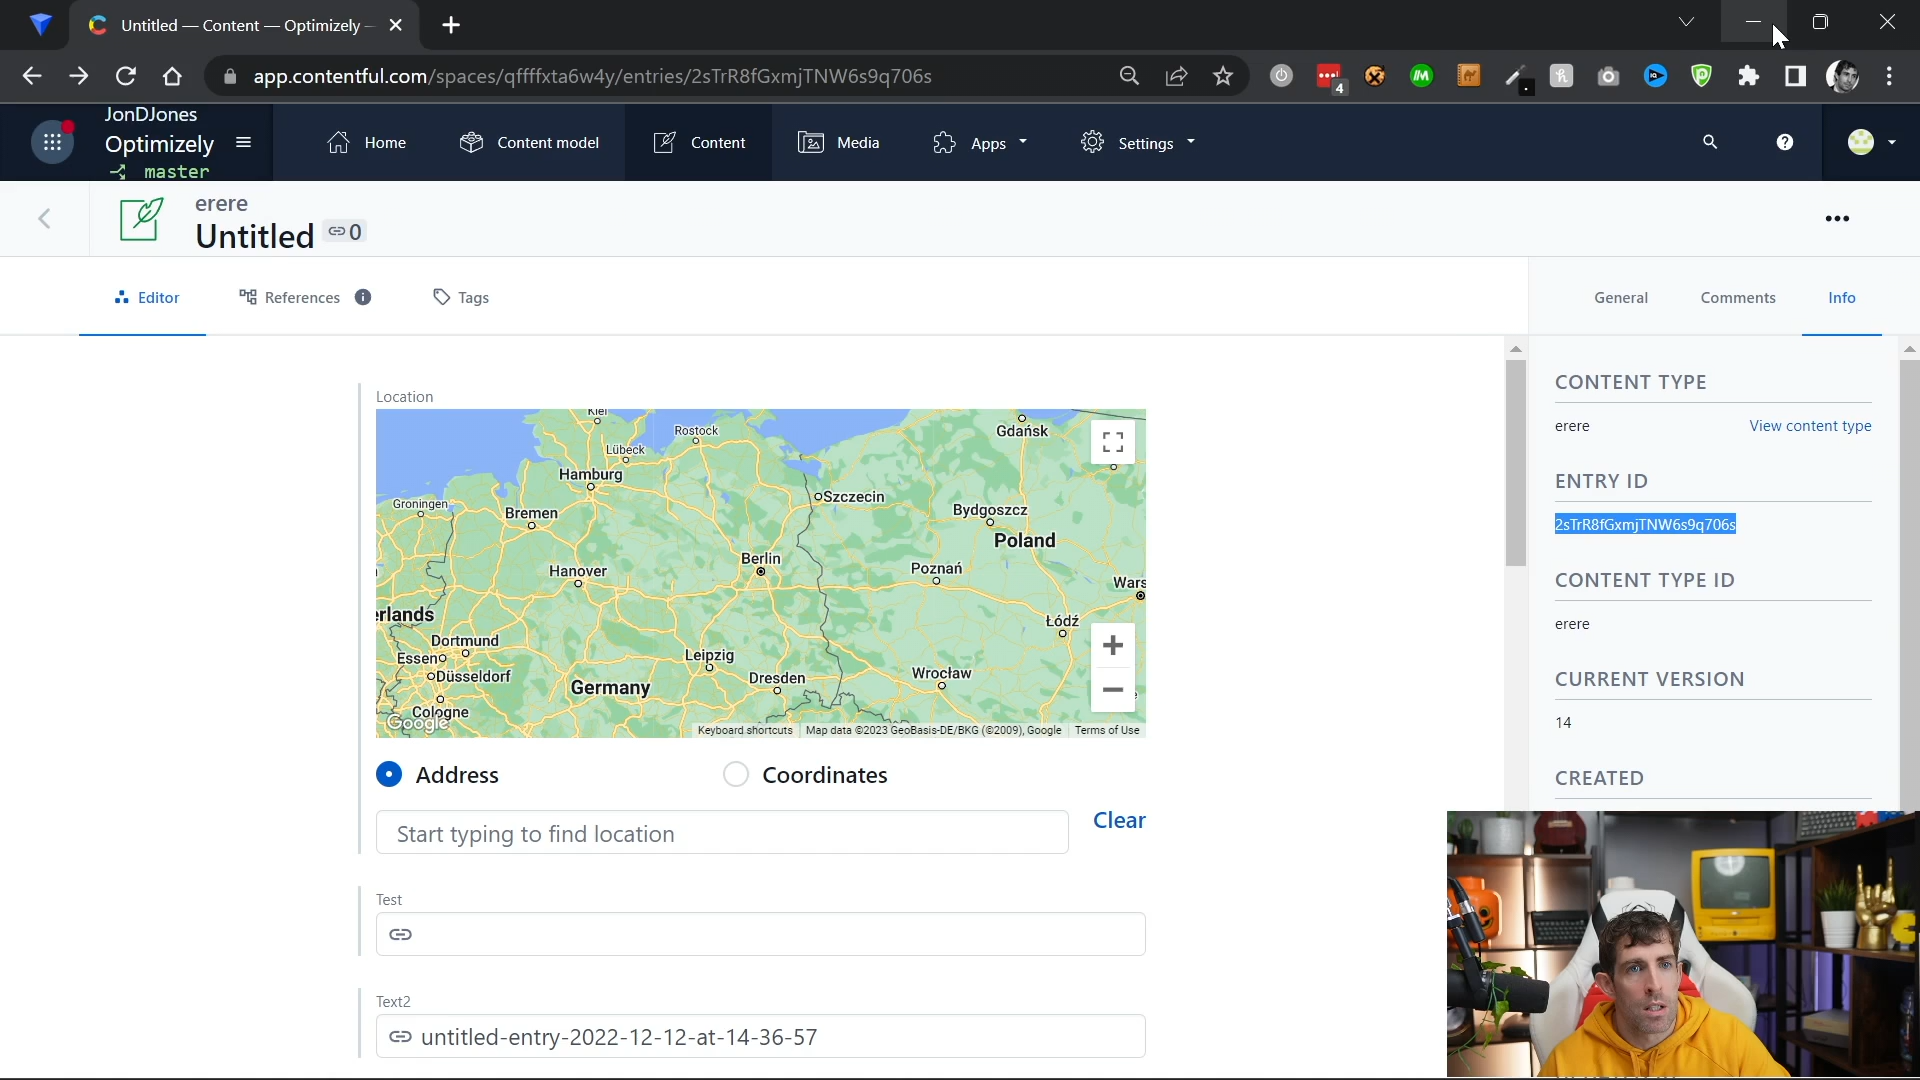 Untitled — Content — Optimizely
app.contentful.com/spaces/qffffxta6w4y/entries/2sTrR8fGxmjTNW6s9q706s
4
JonDJones
Optimizely
master
Home
Content model
Content
Media
Apps
Settings
erere
Untitled
0
Editor
References
Tags
General
Comments
Info
Location
Kiel
Rostock
Gdańsk
Lübeck
Hamburg
Szczecin
Groningen
Bremen
Bydgoszcz
Poland
Berlin
Hanover
Poznań
Wars
erlands
Łódź
Dortmund
Leipzig
Essen
Düsseldorf
Dresden
Wrocław
Germany
Cologne
Google
Keyboard shortcuts
Map data ©2023 GeoBasis-DE/BKG (©2009), Google
Terms of Use
Address
Coordinates
Start typing to find location
Clear
Test
Text2
untitled-entry-2022-12-12-at-14-36-57
CONTENT TYPE
erere
View content type
ENTRY ID
2sTrR8fGxmjTNW6s9q706s
CONTENT TYPE ID
erere
CURRENT VERSION
14
CREATED